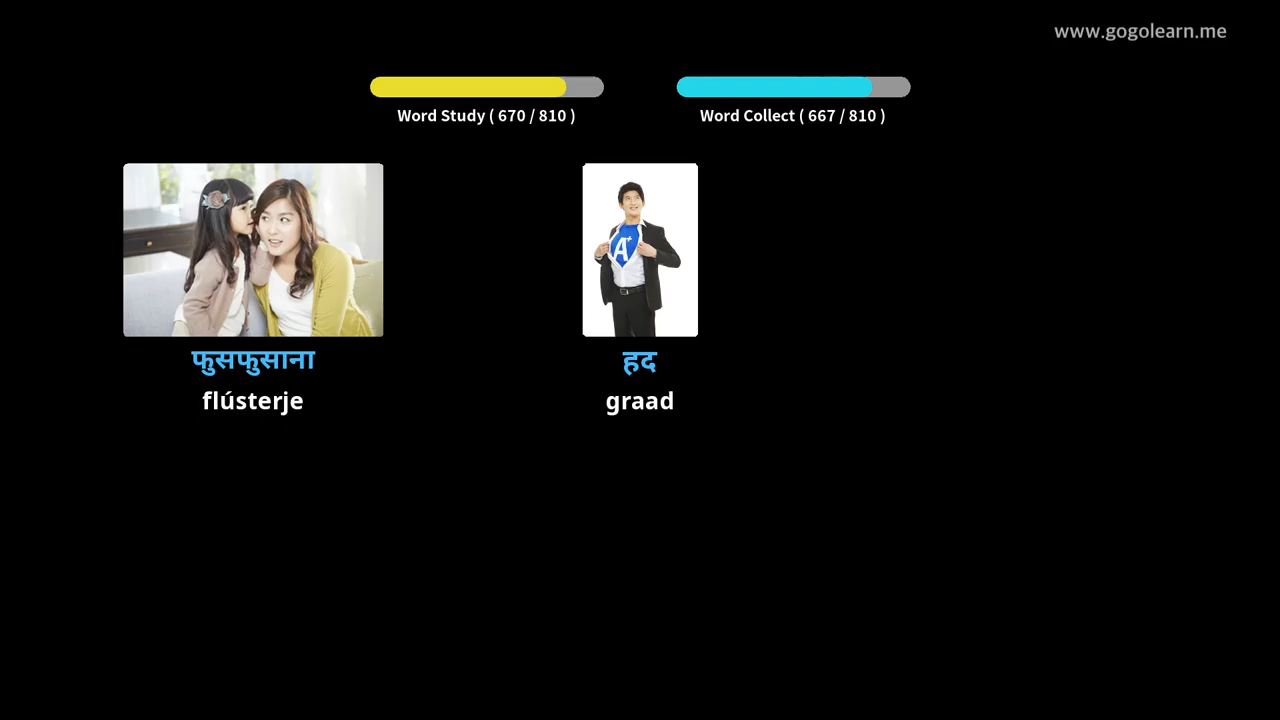 www.gogolearn.me
Word Study ( 670 / 810 )
Word Collect ( 667 / 810 )
A+
फुसफुसाना
हद
flústerje
graad